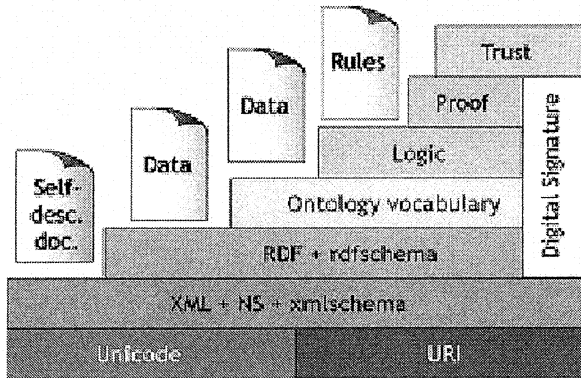 Rules
Trust
Data
Proof
Data
Logic
Self-
desc.
doc.
Ontology vocabulary
Digital Signature
RDF + rdfschema
XML + NS + xmlschema
Unicode
URI